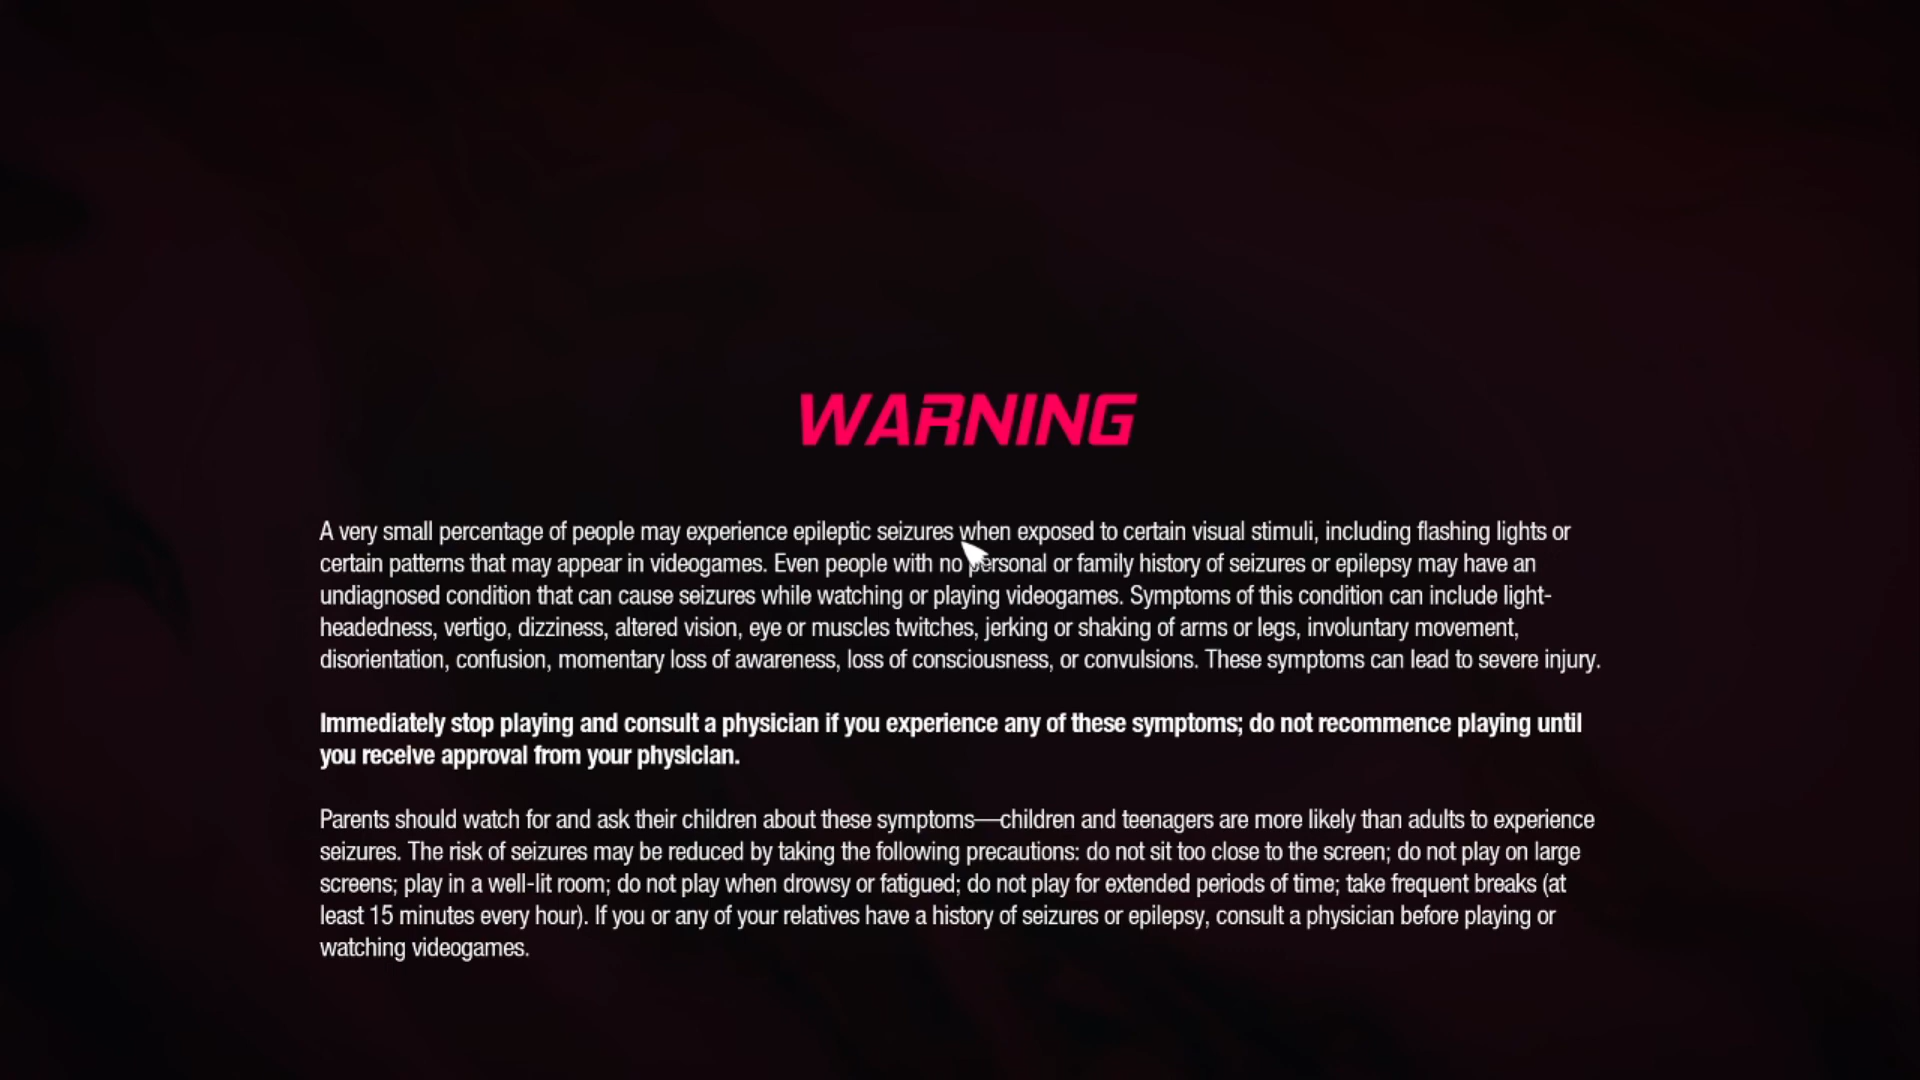 WARNING
A very small percentage of people may experience epileptic seizures when exposed to certain visual stimuli, including flashing lights or
certain patterns that may appear in videogames. Even people with no personal or family history of seizures or epilepsy may have an
undiagnosed condition that can cause seizures while watching or playing videogames. Symptoms of this condition can include light-
headedness, vertigo, dizziness, altered vision, eye or muscles twitches, jerking or shaking of arms or legs, involuntary movement,
disorientation, confusion, momentary loss of awareness, loss of consciousness, or convulsions. These symptoms can lead to severe injury.
Immediately stop playing and consult a physician if you experience any of these symptoms; do not recommence playing until
you receive approval from your physician.
Parents should watch for and ask their children about these symptoms—children and teenagers are more likely than adults to experience
seizures. The risk of seizures may be reduced by taking the following precautions: do not sit too close to the screen; do not play on large
screens; play in a well-lit room; do not play when drowsy or fatigued; do not play for extended periods of time; take frequent breaks (at
least 15 minutes every hour). If you or any of your relatives have a history of seizures or epilepsy, consult a physician before playing or
watching videogames.